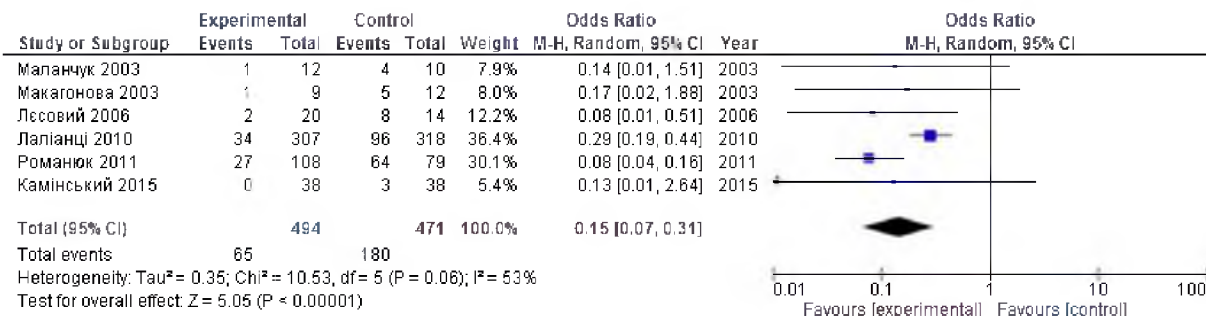 Experimental Control Odds Ratio Odds Ratio
Study or Subgroup Events Total Events Total Weight M-H, Random, 95% CI Year M-H, Random, 95% CI
Маланчук 2003 1 12 4 10 7.9% 0.14 [0.01, 1.51] 2003
Макагонова 2003 1 9 5 12 8.0% 0.17 [0.02, 1.88] 2003
Лєсовий 2006 2 20 8 14 12.2% 0.08 [0.01, 0.51] 2006
Лапіанці 2010 34 307 96 318 36.4% 0.29 [0.19, 0.44] 2010
Романюк 2011 27 108 64 79 30.1% 0.08 [0.04, 0.16] 2011
Камінський 2015 0 38 3 38 5.4% 0.13 [0.01, 2.64] 2015
Total (95% CI) 494 471 100.0% 0.15 [0.07, 0.31]
Total events 65 180
Heterogeneity: Tau² = 0.35; Chi² = 10.53, df = 5 (P = 0.06); I² = 53%
Test for overall effect: Z = 5.05 (P < 0.00001)
0.01 0.1 1 10 100
Favours [experimental] Favours [control]